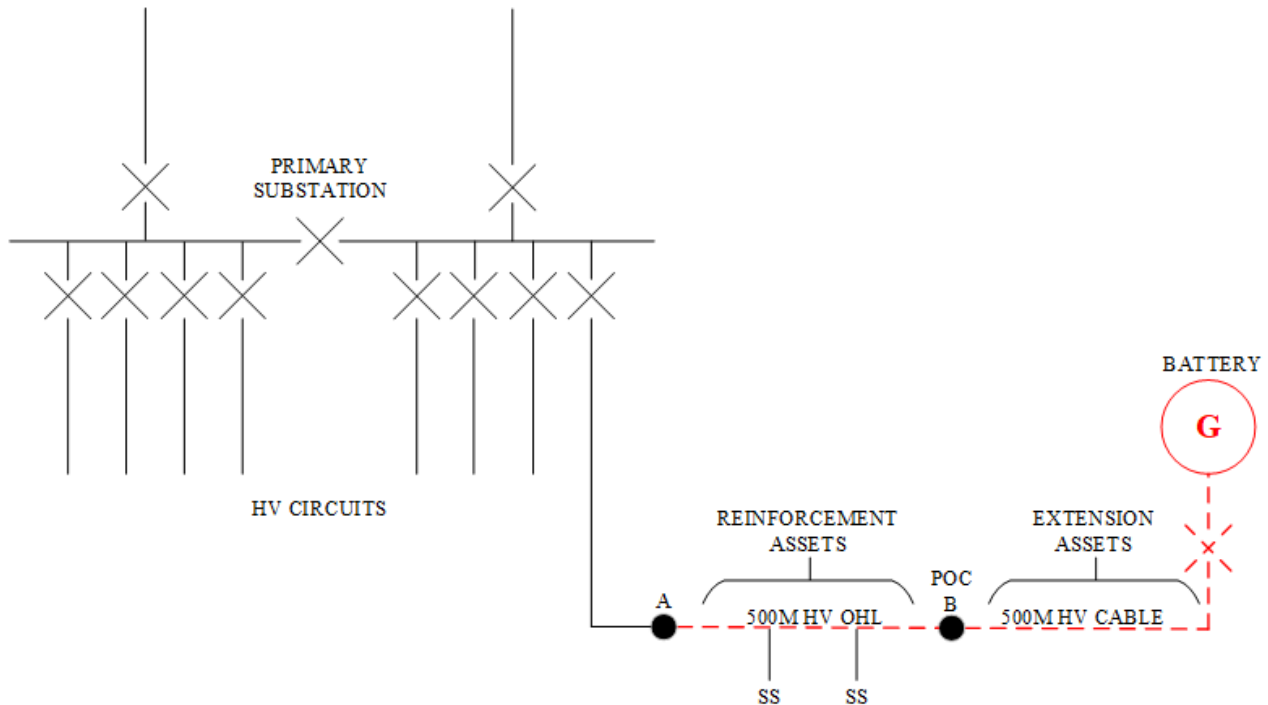 PRIMARY
SUBSTATION
BATTERY
G
HV CIRCUITS
REINFORCEMENT
ASSETS
EXTENSION
ASSETS
POC
B
A
500M HV OHL
500M HV CABLE
SS
SS